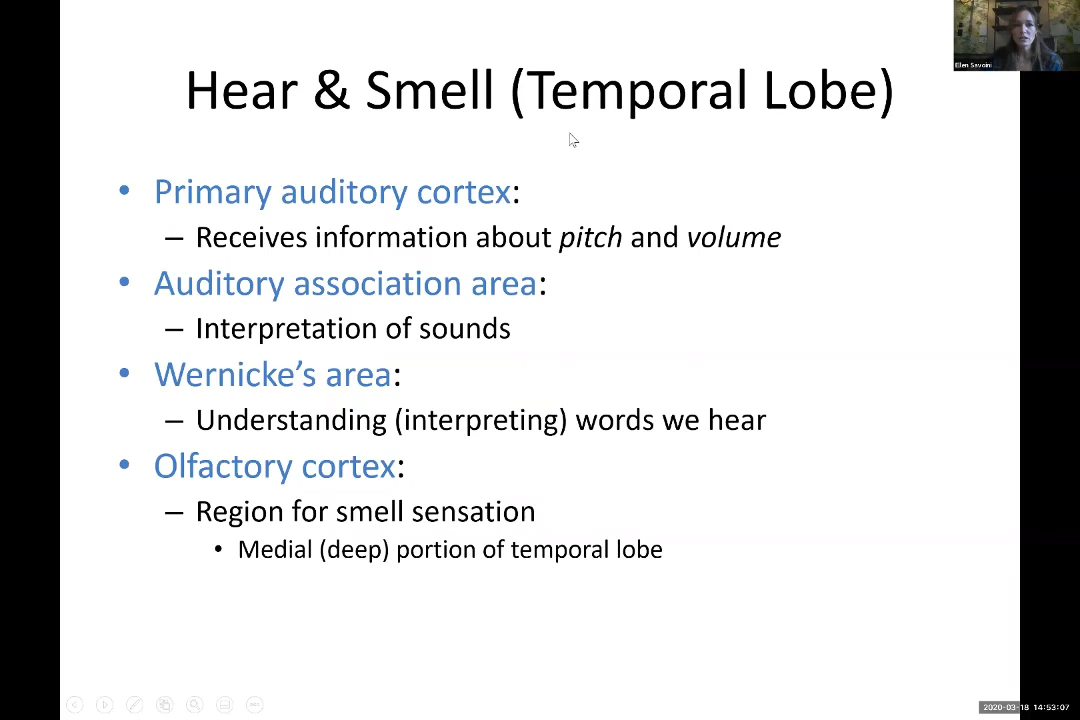 Ellen Savoini
Hear & Smell (Temporal Lobe)
• Primary auditory cortex:
– Receives information about pitch and volume
• Auditory association area:
– Interpretation of sounds
• Wernicke’s area:
– Understanding (interpreting) words we hear
• Olfactory cortex:
– Region for smell sensation
• Medial (deep) portion of temporal lobe
2020-03-18 14:53:07